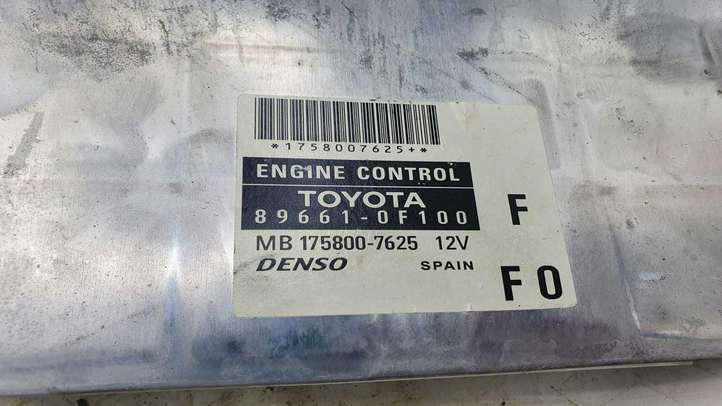 *1758007625+*
ENGINE CONTROL
TOYOTA
89661-0F100
F
MB 175800-7625 12V
DENSO SPAIN
F0